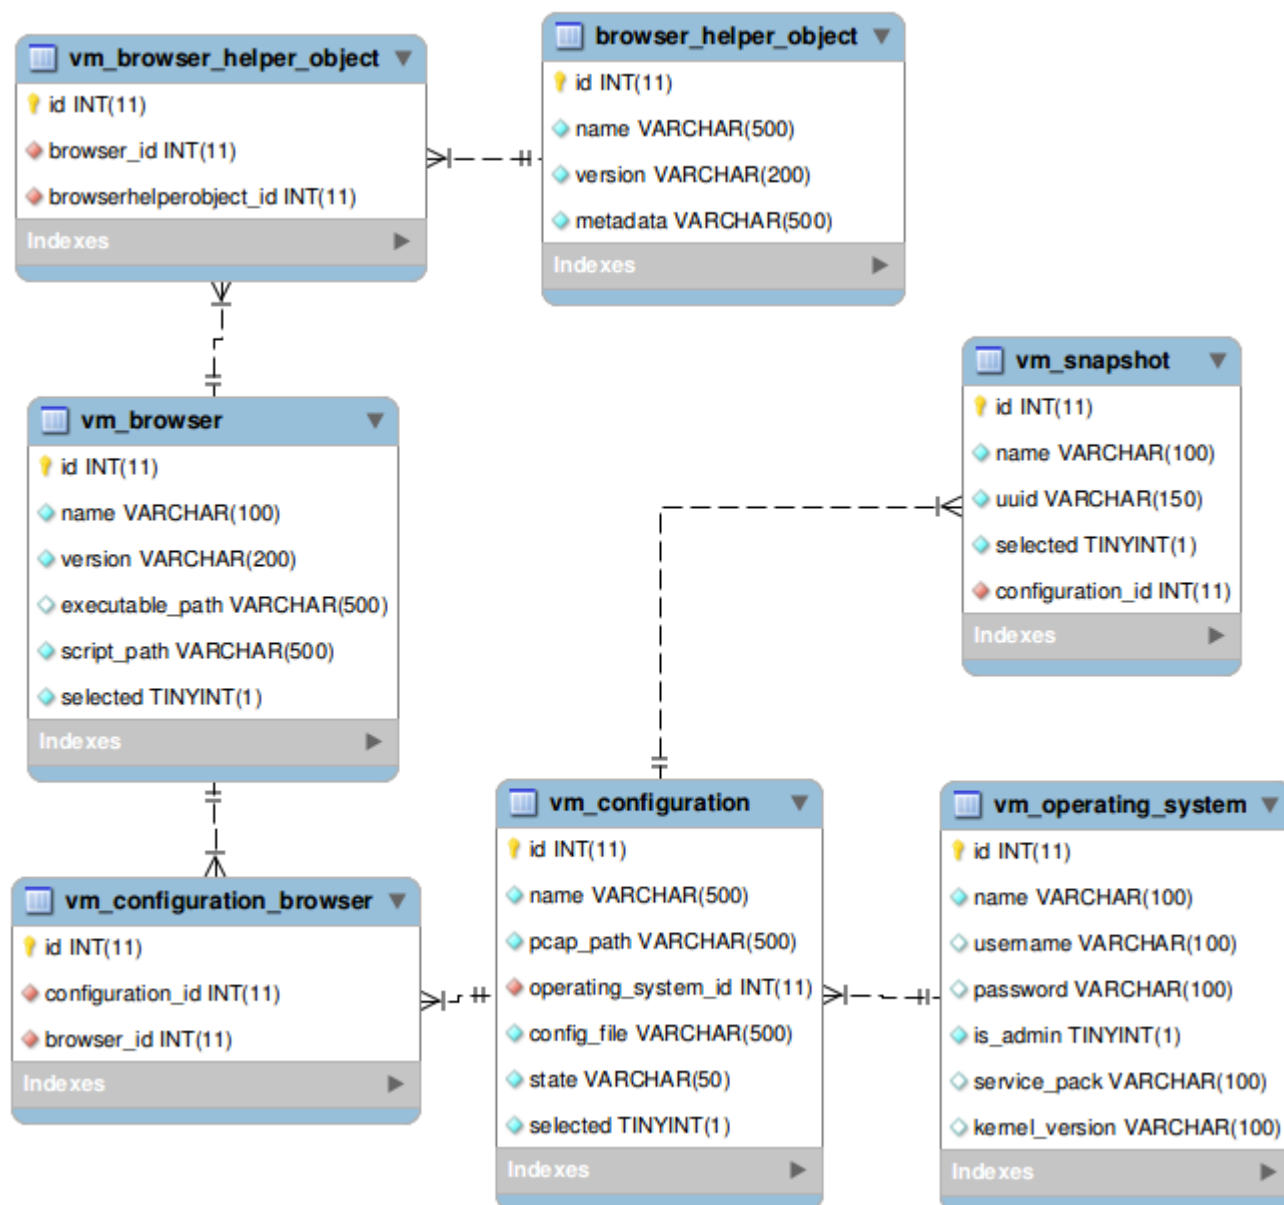 vm_browser_helper_object
id INT(11)
browser_id INT(11)
browserhelperobject_id INT(11)
Indexes
browser_helper_object
id INT(11)
name VARCHAR(500)
version VARCHAR(200)
metadata VARCHAR(500)
Indexes
vm_snapshot
id INT(11)
name VARCHAR(100)
uuid VARCHAR(150)
selected TINYINT(1)
configuration_id INT(11)
Indexes
vm_browser
id INT(11)
name VARCHAR(100)
version VARCHAR(200)
executable_path VARCHAR(500)
script_path VARCHAR(500)
selected TINYINT(1)
Indexes
vm_configuration_browser
id INT(11)
configuration_id INT(11)
browser_id INT(11)
Indexes
vm_configuration
id INT(11)
name VARCHAR(500)
pcap_path VARCHAR(500)
operating_system_id INT(11)
config_file VARCHAR(500)
state VARCHAR(50)
selected TINYINT(1)
Indexes
vm_operating_system
id INT(11)
name VARCHAR(100)
username VARCHAR(100)
password VARCHAR(100)
is_admin TINYINT(1)
service_pack VARCHAR(100)
kernel_version VARCHAR(100)
Indexes